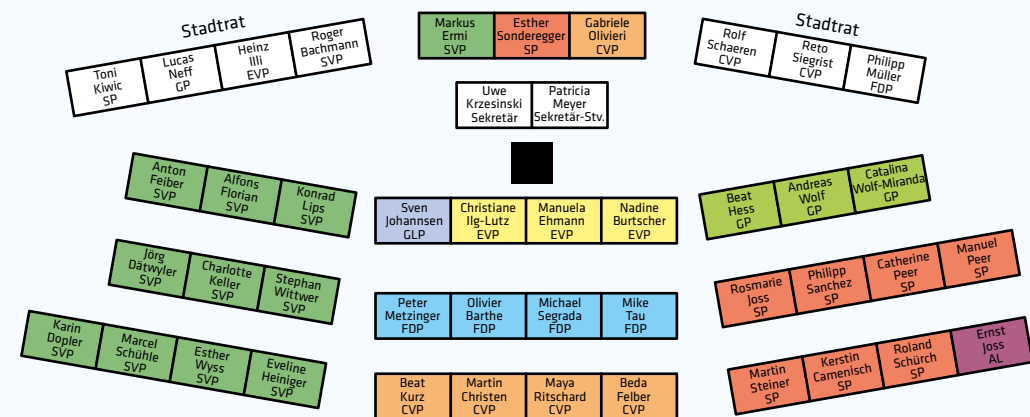 Stadtrat
Toni
Kiwic
SP
Lucas
Neff
GP
Heinz
Illi
EVP
Roger
Bachmann
SVP
Markus
Ermi
SVP
Esther
Sonderegger
SP
Gabriele
Olivieri
CVP
Stadtrat
Rolf
Schaeren
CVP
Reto
Siegrist
CVP
Philipp
Müller
FDP
Uwe
Krzesinski
Sekretär
Patricia
Meyer
Sekretär-Stv.
Anton
Feiber
SVP
Alfons
Florian
SVP
Konrad
Lips
SVP
Sven
Johannsen
GLP
Christiane
Ilg-Lutz
EVP
Manuela
Ehmann
EVP
Nadine
Burtscher
EVP
Beat
Hess
GP
Andreas
Wolf
GP
Catalina
Wolf-Miranda
GP
Jörg
Dätwyler
SVP
Charlotte
Keller
SVP
Stephan
Wittwer
SVP
Peter
Metzinger
FDP
Olivier
Barthe
FDP
Michael
Segrada
FDP
Mike
Tau
FDP
Rosmarie
Joss
SP
Philipp
Sanchez
SP
Catherine
Peer
SP
Manuel
Peer
SP
Karin
Dopler
SVP
Marcel
Schühle
SVP
Esther
Wyss
SVP
Eveline
Heiniger
SVP
Beat
Kurz
CVP
Martin
Christen
CVP
Maya
Ritschard
CVP
Beda
Felber
CVP
Martin
Steiner
SP
Kerstin
Camenisch
SP
Roland
Schürch
SP
Ernst
Joss
AL